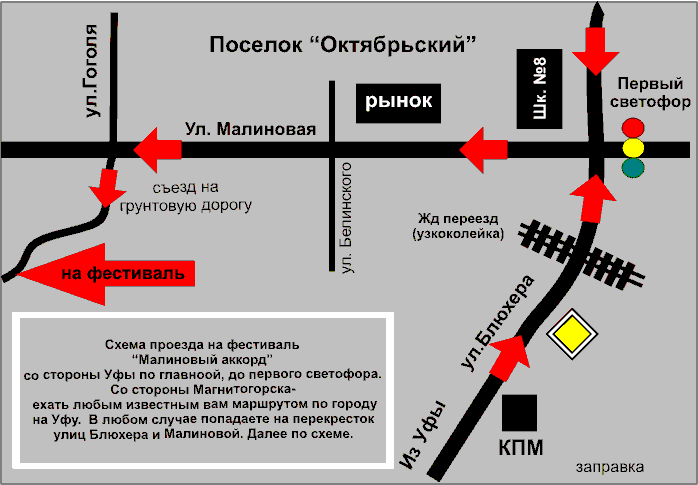 Поселок “Октябрьский”
ул.Гоголя
Ул. Малиновая
рынок
Шк. №8
Первый
светофор
съезд на
грунтовую дорогу
ул. Белинского
Жд переезд
(узкоколейка)
на фестиваль
ул.Блюхера
Из Уфы
КПМ
заправка
Схема проезда на фестиваль
“Малиновый аккорд”
со стороны Уфы по главноой, до первого светофора.
Со стороны Магнитогорска-
ехать любым известным вам маршрутом по городу
на Уфу. В любом случае попадаете на перекресток
улиц Блюхера и Малиновой. Далее по схеме.